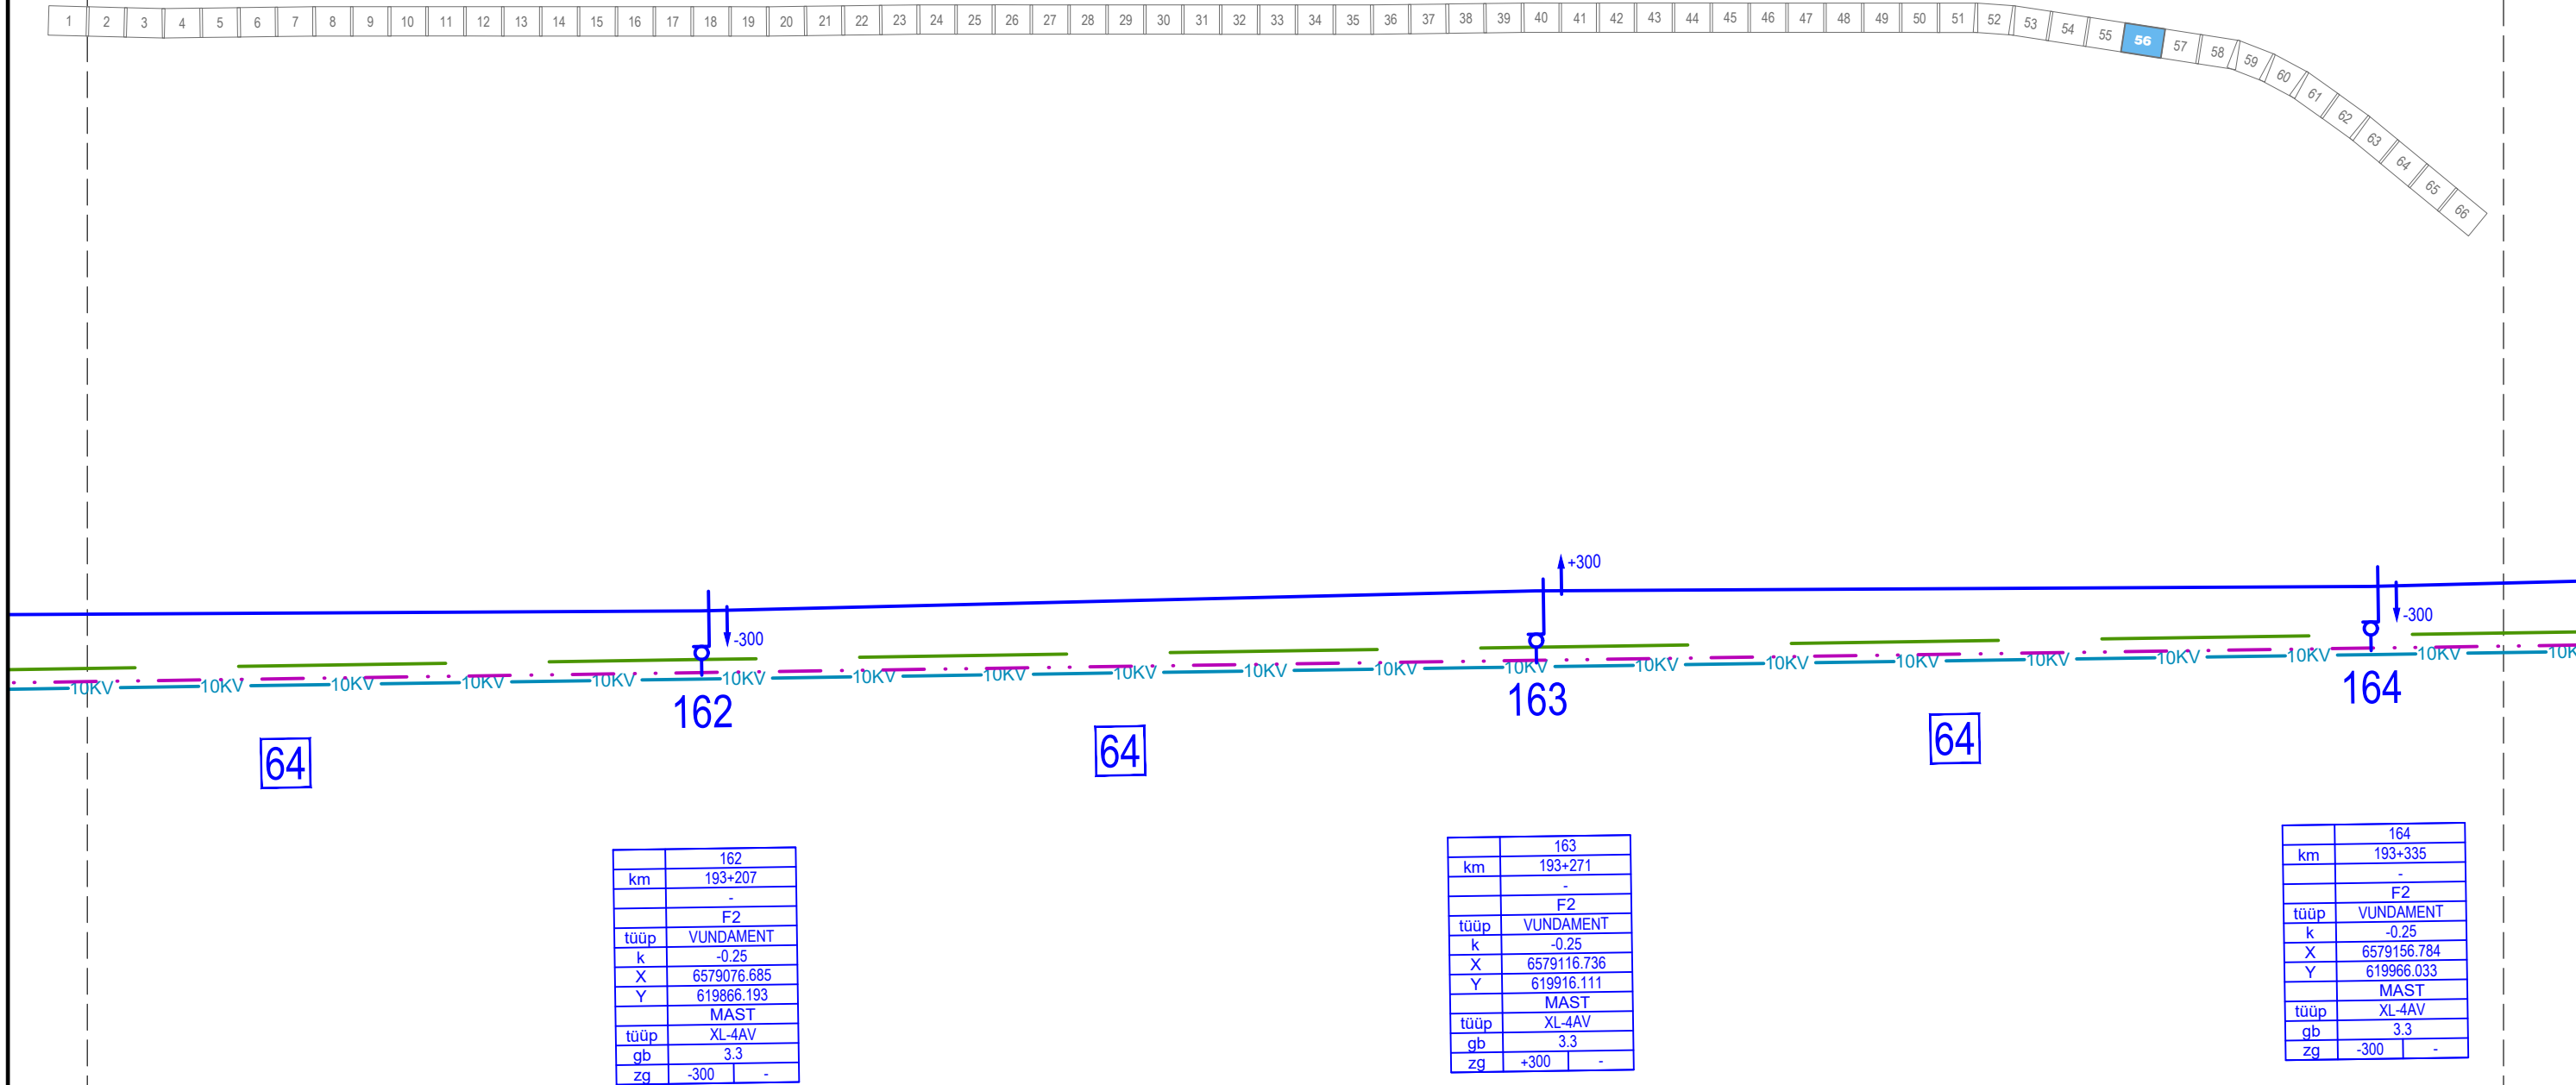 1 2 3 4 5 6 7 8 9 10 11 12 13 14 15 16 17 18 19 20 21 22 23 24 25 26 27 28 29 30 31 32 33 34 35 36 37 38 39 40 41 42 43 44 45 46 47 48 49 50 51 52 53 54 55 56 57 58 59 60 61 62 63 64 65 66
+300
-300
-300
10KV 10KV 10KV 10KV 10KV 10KV 10KV 10KV 10KV 10KV 10KV 10KV 10KV 10KV 10KV 10KV 10KV 10KV 10KV 10K
162 163 164
64 64 64
162
km 193+207
-
F2
tüüp VUNDAMENT
k -0.25
X 6579076.685
Y 619866.193
MAST
tüüp XL-4AV
gb 3.3
zg -300 -
163
km 193+271
-
F2
tüüp VUNDAMENT
k -0.25
X 6579116.736
Y 619916.111
MAST
tüüp XL-4AV
gb 3.3
zg +300 -
164
km 193+335
-
F2
tüüp VUNDAMENT
k -0.25
X 6579156.784
Y 619966.033
MAST
tüüp XL-4AV
gb 3.3
zg -300 -